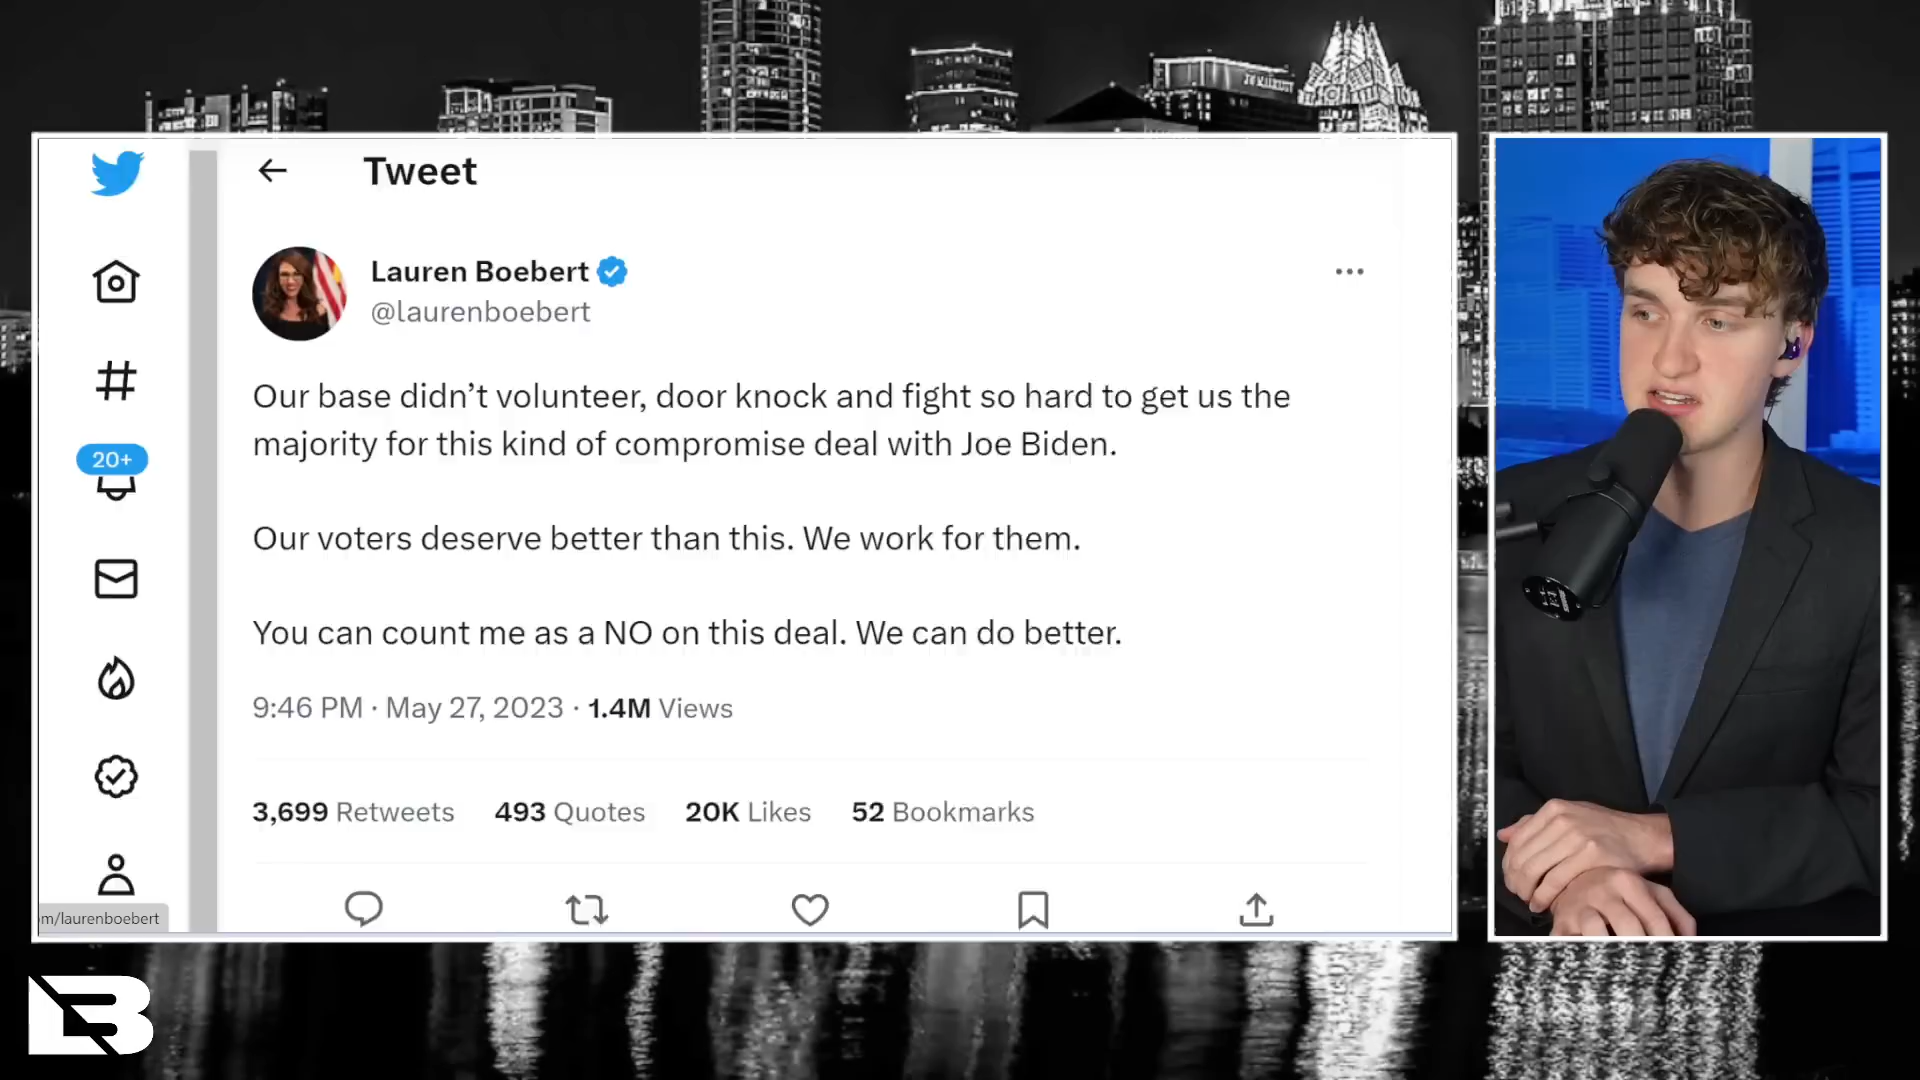 Tweet
Lauren Boebert
@laurenboebert
Our base didn’t volunteer, door knock and fight so hard to get us the
majority for this kind of compromise deal with Joe Biden.
Our voters deserve better than this. We work for them.
You can count me as a NO on this deal. We can do better.
9:46 PM · May 27, 2023 · 1.4M Views
3,699 Retweets 493 Quotes 20K Likes 52 Bookmarks
20+
m/laurenboebert
B